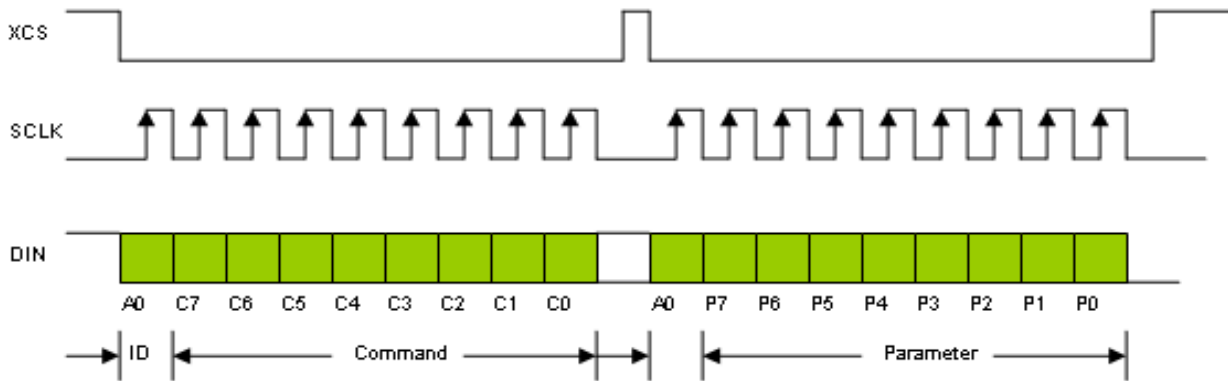 XCS
SCLK
DIN
A0 C7 C6 C5 C4 C3 C2 C1 C0 A0 P7 P6 P5 P4 P3 P2 P1 P0
ID Command Parameter